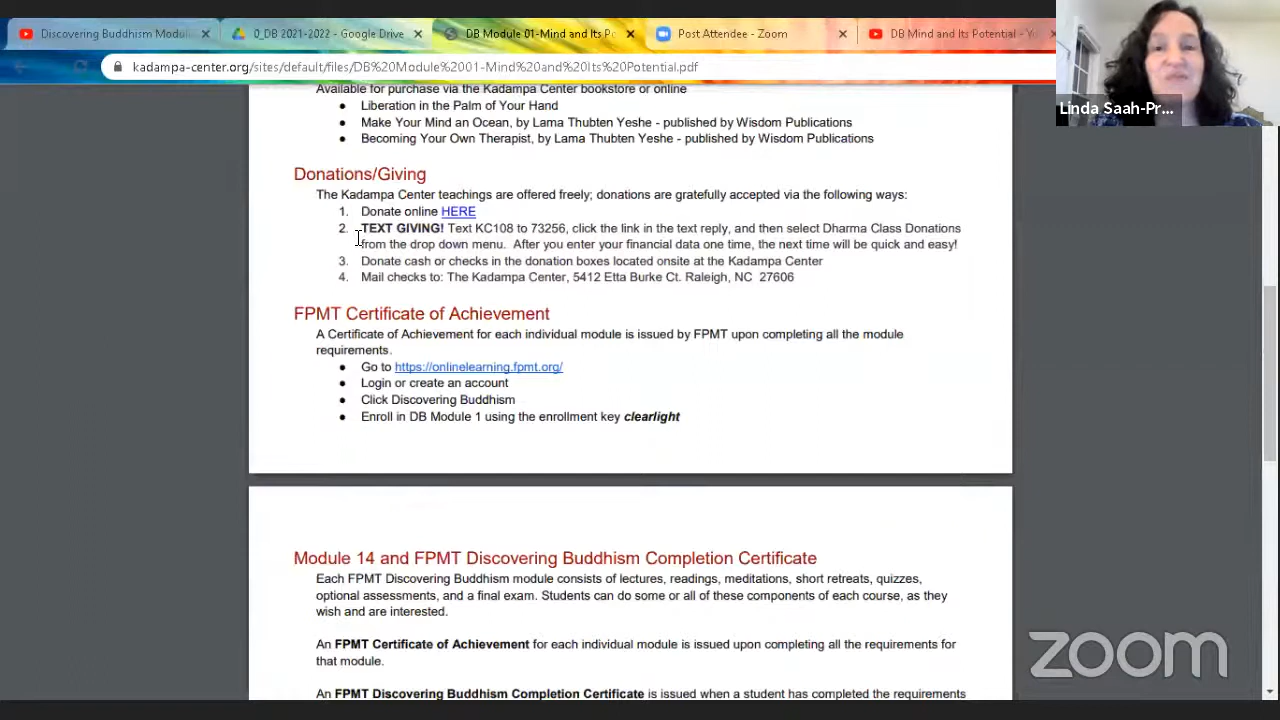 Discovering Buddhism Modul
0_DB 2021-2022 - Google Drive
DB Module 01-Mind and Its Po
Post Attendee - Zoom
DB Mind and Its Potential - Yo
kadampa-center.org/sites/default/files/DB%20Module%2001-Mind%20and%20Its%20Potential.pdf
Linda Saah-Pr...
Available for purchase via the Kadampa Center bookstore or online
● Liberation in the Palm of Your Hand
● Make Your Mind an Ocean, by Lama Thubten Yeshe - published by Wisdom Publications
● Becoming Your Own Therapist, by Lama Thubten Yeshe - published by Wisdom Publications
Donations/Giving
The Kadampa Center teachings are offered freely; donations are gratefully accepted via the following ways:
1. Donate online HERE
2. TEXT GIVING! Text KC108 to 73256, click the link in the text reply, and then select Dharma Class Donations
from the drop down menu. After you enter your financial data one time, the next time will be quick and easy!
3. Donate cash or checks in the donation boxes located onsite at the Kadampa Center
4. Mail checks to: The Kadampa Center, 5412 Etta Burke Ct. Raleigh, NC 27606
FPMT Certificate of Achievement
A Certificate of Achievement for each individual module is issued by FPMT upon completing all the module
requirements.
● Go to https://onlinelearning.fpmt.org/
● Login or create an account
● Click Discovering Buddhism
● Enroll in DB Module 1 using the enrollment key clearlight
Module 14 and FPMT Discovering Buddhism Completion Certificate
Each FPMT Discovering Buddhism module consists of lectures, readings, meditations, short retreats, quizzes,
optional assessments, and a final exam. Students can do some or all of these components of each course, as they
wish and are interested.
An FPMT Certificate of Achievement for each individual module is issued upon completing all the requirements for
that module.
An FPMT Discovering Buddhism Completion Certificate is issued when a student has completed the requirements
zoom